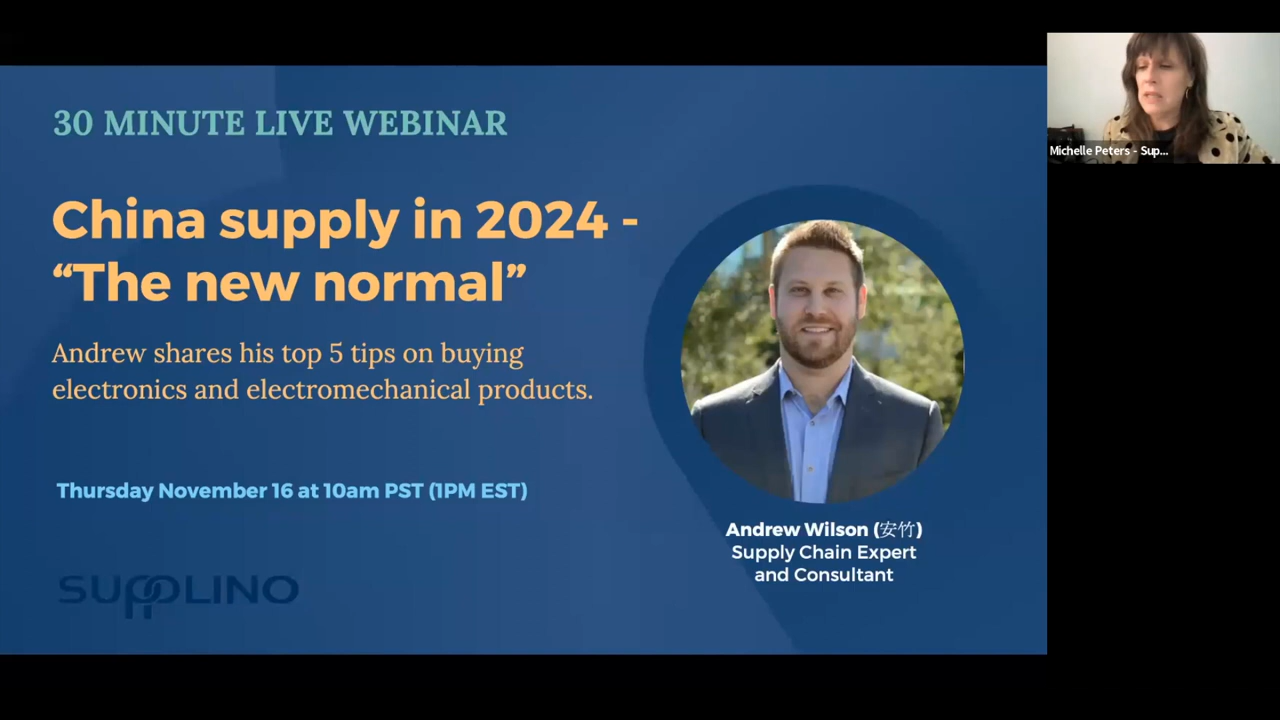 30 MINUTE LIVE WEBINAR
China supply in 2024 -
“The new normal”
Andrew shares his top 5 tips on buying
electronics and electromechanical products.
Thursday November 16 at 10am PST (1PM EST)
SUPPLINO
Andrew Wilson (安竹)
Supply Chain Expert
and Consultant
Michelle Peters - Sup...